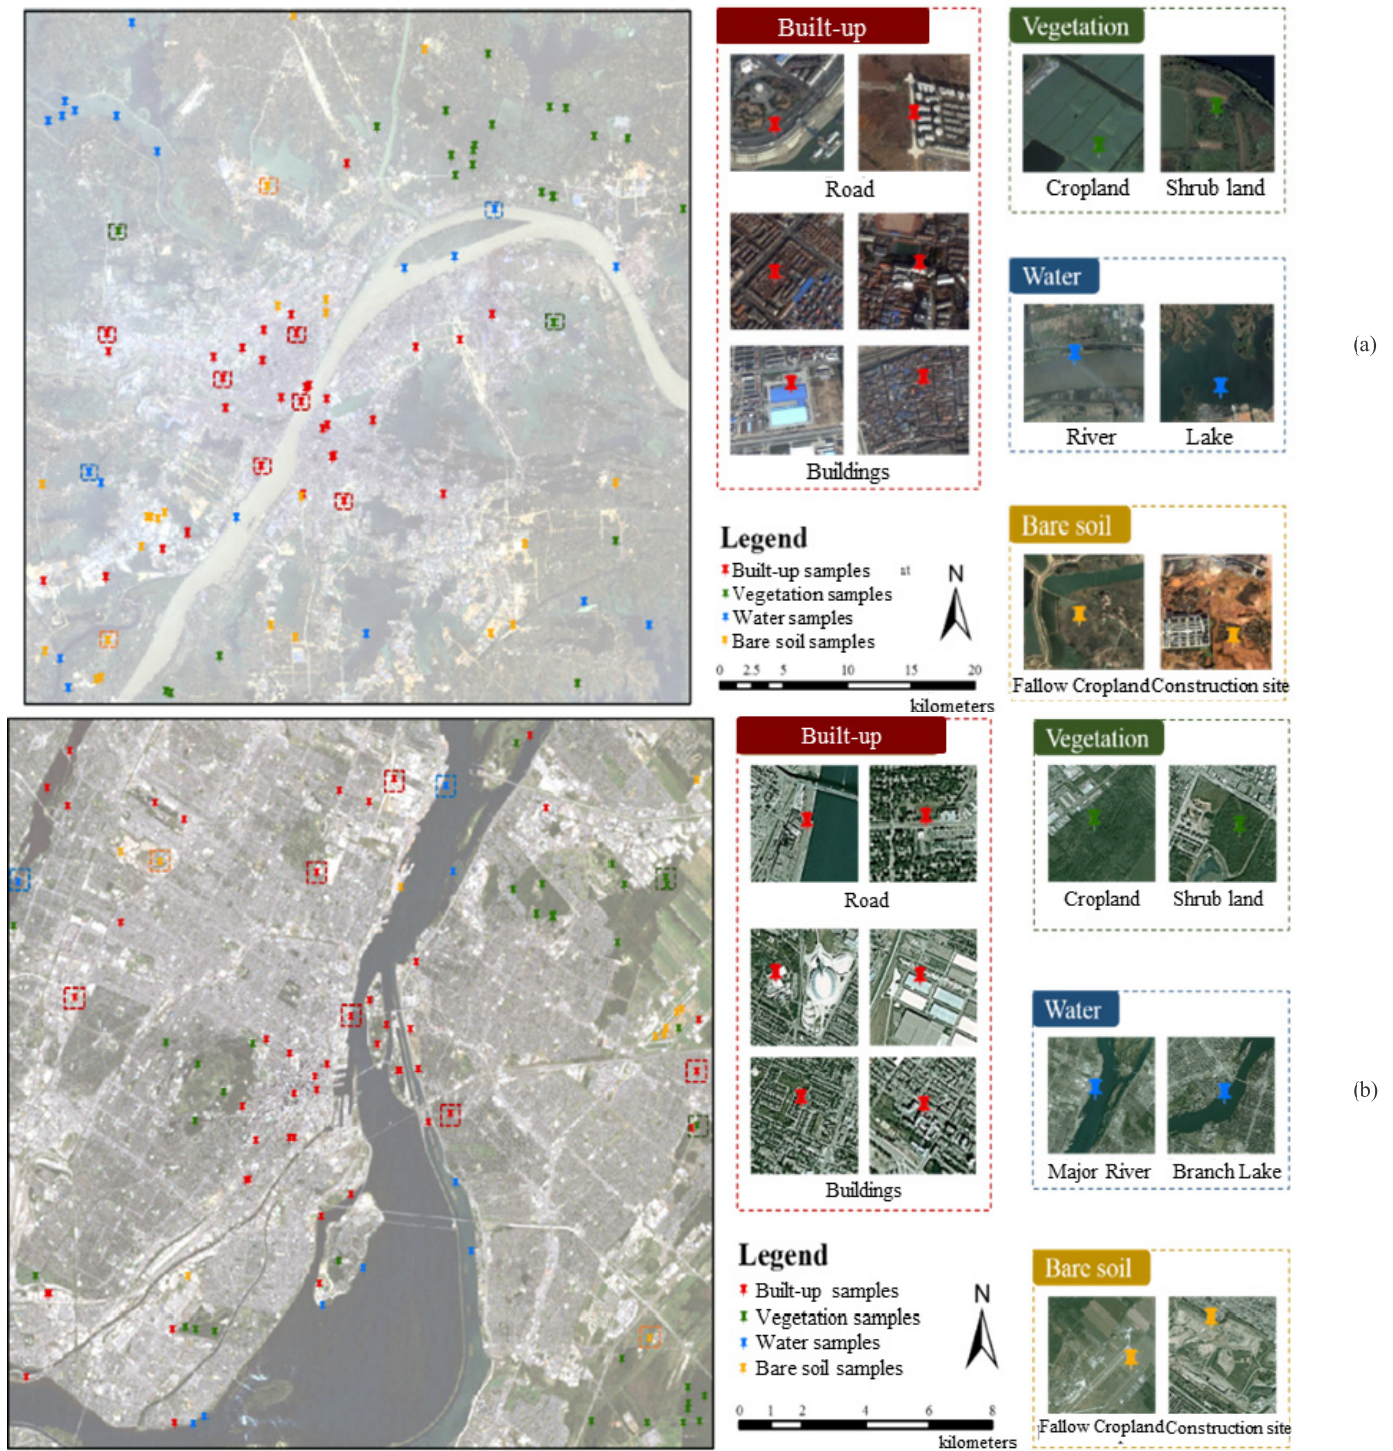 Built-up
Road
Buildings
Vegetation
Cropland Shrub land
Water
River Lake
Bare soil
Fallow Cropland Construction site
(a)
Legend
Built-up samples
Vegetation samples
Water samples
Bare soil samples
N
0 2.5 5 10 15 20
kilometers
Built-up
Road
Buildings
Vegetation
Cropland Shrub land
Water
Major River Branch Lake
Bare soil
Fallow Cropland Construction site
(b)
Legend
Built-up samples
Vegetation samples
Water samples
Bare soil samples
N
0 1 2 4 6 8
kilometers